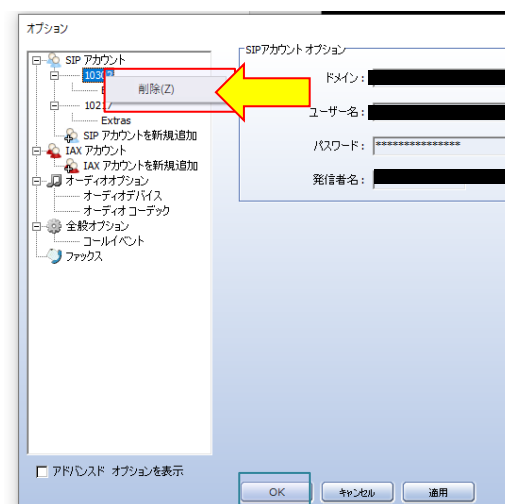 オプション
SIP アカウント
削除(Z)
Extras
SIP アカウントを新規追加
IAX アカウント
IAX アカウントを新規追加
オーディオオプション
オーディオデバイス
オーディオ コーデック
全般オプション
コールイベント
ファックス
SIPアカウント オプション
ドメイン：
ユーザー名：
パスワード： ***************
発信者名：
アドバンスド オプションを表示
OK
キャンセル
適用